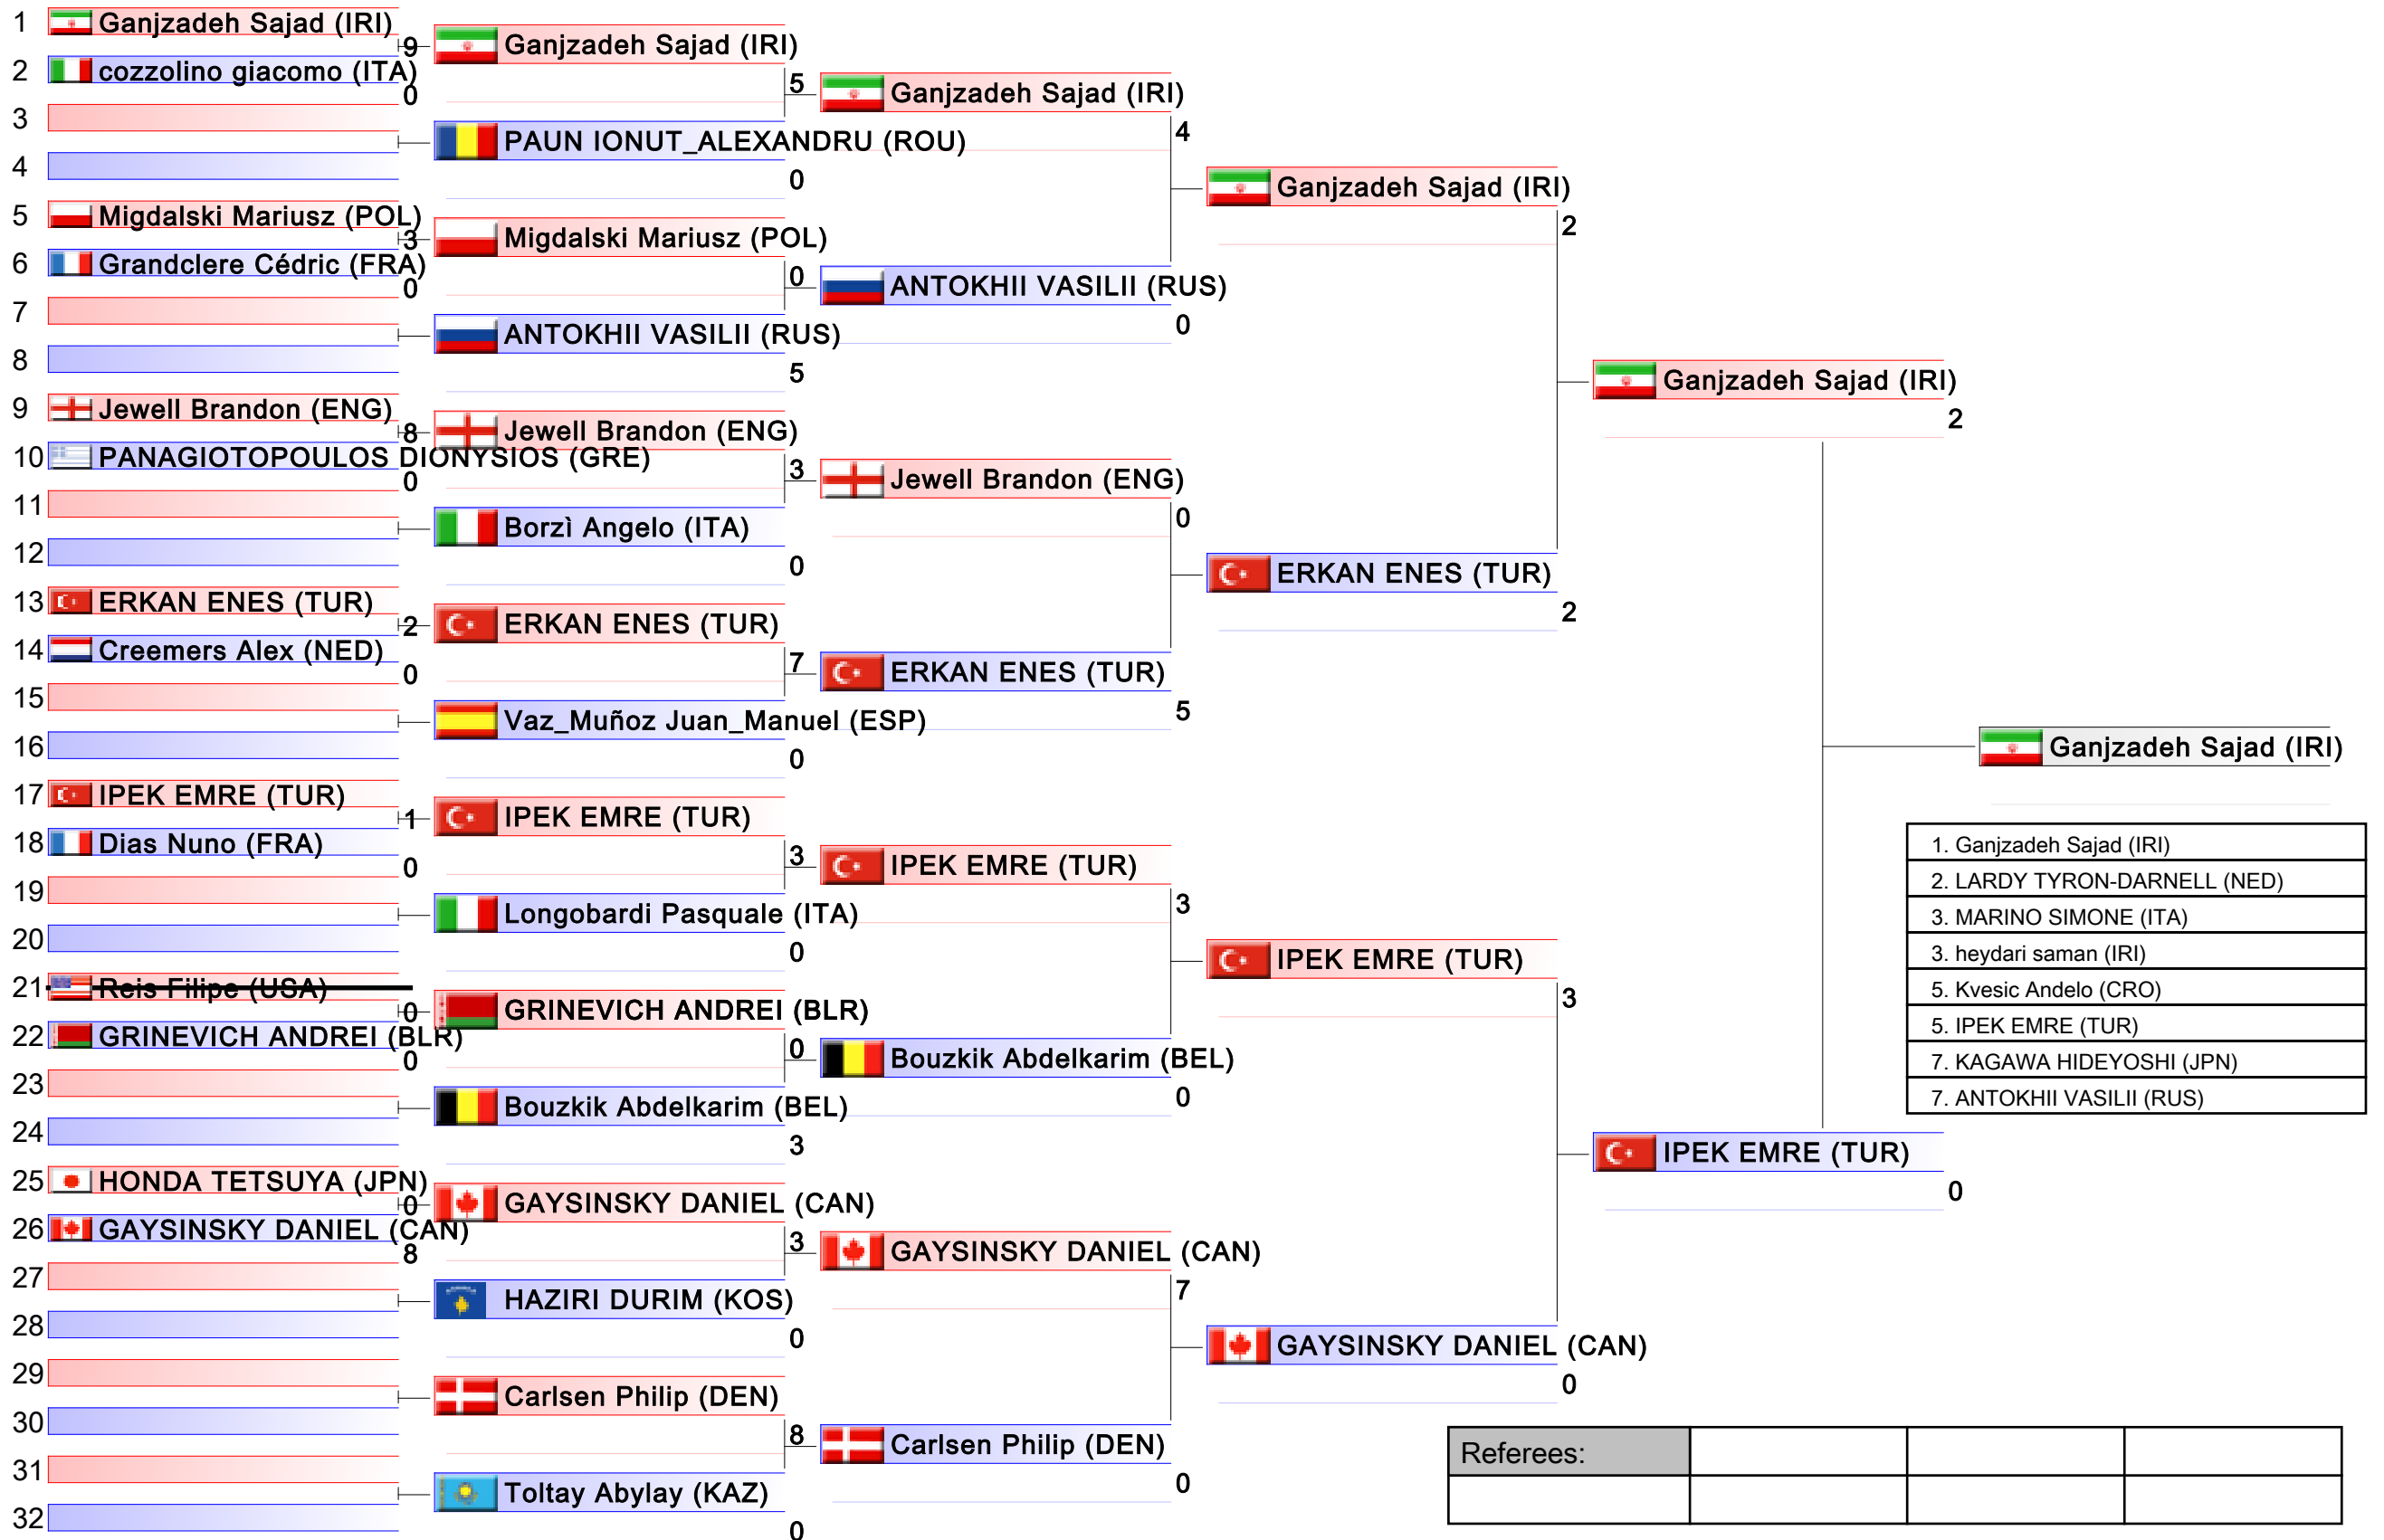 1 Ganjzadeh Sajad (IRI)
9
2 cozzolino giacomo (ITA)
0
3
4
5 Migdalski Mariusz (POL)
3
6 Grandclere Cédric (FRA)
0
7
8
9 Jewell Brandon (ENG)
8
10 PANAGIOTOPOULOS DIONYSIOS (GRE)
0
11
12
13 ERKAN ENES (TUR)
2
14 Creemers Alex (NED)
0
15
16
17 IPEK EMRE (TUR)
1
18 Dias Nuno (FRA)
0
19
20
21 Reis Filipe (USA)
0
22 GRINEVICH ANDREI (BLR)
0
23
24
25 HONDA TETSUYA (JPN)
0
26 GAYSINSKY DANIEL (CAN)
8
27
28
29
30
31
32
Ganjzadeh Sajad (IRI)
5
PAUN IONUT_ALEXANDRU (ROU)
0
Migdalski Mariusz (POL)
0
ANTOKHII VASILII (RUS)
5
Jewell Brandon (ENG)
3
Borzì Angelo (ITA)
0
ERKAN ENES (TUR)
7
Vaz_Muñoz Juan_Manuel (ESP)
0
IPEK EMRE (TUR)
3
Longobardi Pasquale (ITA)
0
GRINEVICH ANDREI (BLR)
0
Bouzkik Abdelkarim (BEL)
3
GAYSINSKY DANIEL (CAN)
3
HAZIRI DURIM (KOS)
0
Carlsen Philip (DEN)
8
Toltay Abylay (KAZ)
0
Ganjzadeh Sajad (IRI)
4
ANTOKHII VASILII (RUS)
0
Jewell Brandon (ENG)
0
ERKAN ENES (TUR)
5
IPEK EMRE (TUR)
3
Bouzkik Abdelkarim (BEL)
0
GAYSINSKY DANIEL (CAN)
7
Carlsen Philip (DEN)
0
Ganjzadeh Sajad (IRI)
2
ERKAN ENES (TUR)
2
IPEK EMRE (TUR)
3
GAYSINSKY DANIEL (CAN)
0
Ganjzadeh Sajad (IRI)
2
IPEK EMRE (TUR)
0
Ganjzadeh Sajad (IRI)
1. Ganjzadeh Sajad (IRI)
2. LARDY TYRON-DARNELL (NED)
3. MARINO SIMONE (ITA)
3. heydari saman (IRI)
5. Kvesic Andelo (CRO)
5. IPEK EMRE (TUR)
7. KAGAWA HIDEYOSHI (JPN)
7. ANTOKHII VASILII (RUS)
Referees: